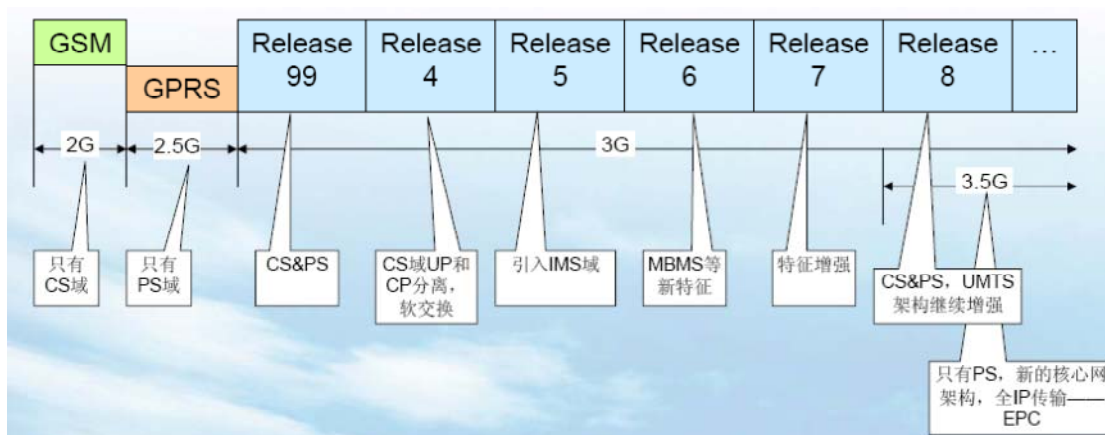 GSM
GPRS
Release
99
Release
4
Release
5
Release
6
Release
7
Release
8
...
2G
2.5G
3G
3.5G
只有
CS域
只有
PS域
CS&PS
CS域UP和
CP分离，
软交换
引入IMS域
MBMS等
新特征
特征增强
CS&PS，UMTS
架构继续增强
只有PS，新的核心网
架构，全IP传输——
EPC